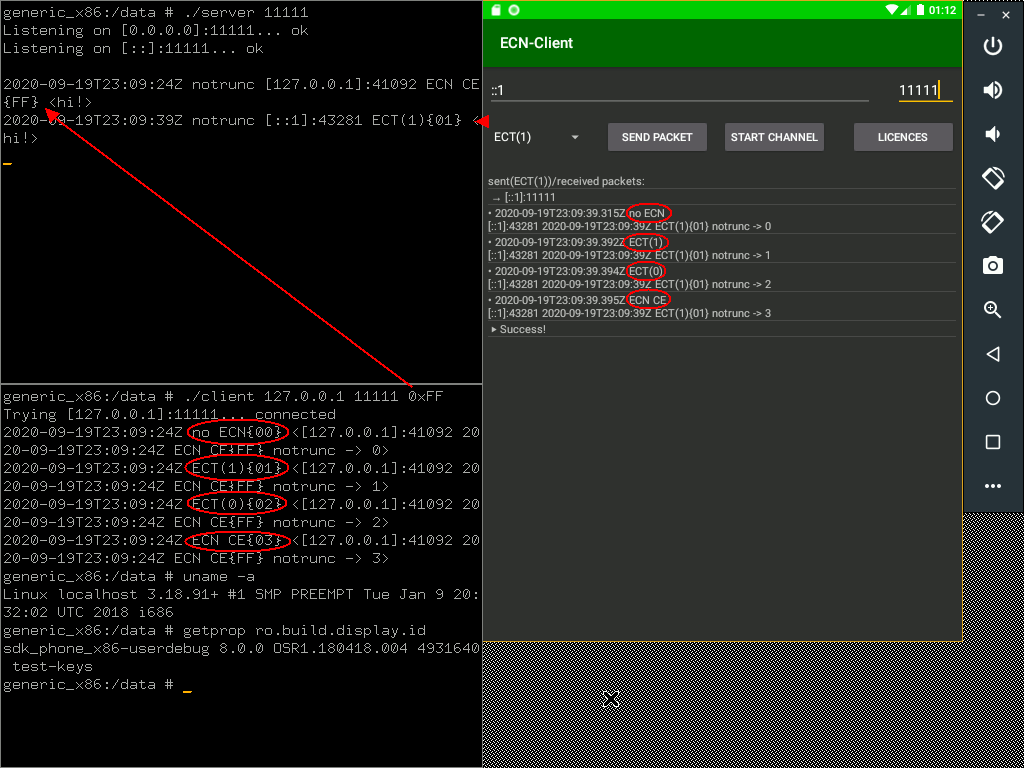 generic_x86:/data # ./server 11111
Listening on [0.0.0.0]:11111... ok
Listening on [::]:11111... ok
2020-09-19T23:09:24Z notrunc [127.0.0.1]:41092 ECN CE
{FF} <hi!>
2020-09-19T23:09:39Z notrunc [::1]:43281 ECT(1){01} <
hi!>
generic_x86:/data # ./client 127.0.0.1 11111 0xFF
Trying [127.0.0.1]:11111... connected
2020-09-19T23:09:24Z no ECN{00} <[127.0.0.1]:41092 20
20-09-19T23:09:24Z ECN CE{FF} notrunc -> 0>
2020-09-19T23:09:24Z ECT(1){01} <[127.0.0.1]:41092 20
20-09-19T23:09:24Z ECN CE{FF} notrunc -> 1>
2020-09-19T23:09:24Z ECT(0){02} <[127.0.0.1]:41092 20
20-09-19T23:09:24Z ECN CE{FF} notrunc -> 2>
2020-09-19T23:09:24Z ECN CE{03} <[127.0.0.1]:41092 20
20-09-19T23:09:24Z ECN CE{FF} notrunc -> 3>
generic_x86:/data # uname -a
Linux localhost 3.18.91+ #1 SMP PREEMPT Tue Jan 9 20:
32:02 UTC 2018 i686
generic_x86:/data # getprop ro.build.display.id
sdk_phone_x86-userdebug 8.0.0 OSR1.180418.004 4931640
test-keys
generic_x86:/data #
01:12
ECN-Client
::1 11111
ECT(1) SEND PACKET START CHANNEL LICENCES
sent(ECT(1))/received packets:
→ [::1]:11111
• 2020-09-19T23:09:39.315Z no ECN
[::1]:43281 2020-09-19T23:09:39Z ECT(1){01} notrunc -> 0
• 2020-09-19T23:09:39.392Z ECT(1)
[::1]:43281 2020-09-19T23:09:39Z ECT(1){01} notrunc -> 1
• 2020-09-19T23:09:39.394Z ECT(0)
[::1]:43281 2020-09-19T23:09:39Z ECT(1){01} notrunc -> 2
• 2020-09-19T23:09:39.395Z ECN CE
[::1]:43281 2020-09-19T23:09:39Z ECT(1){01} notrunc -> 3
‣ Success!